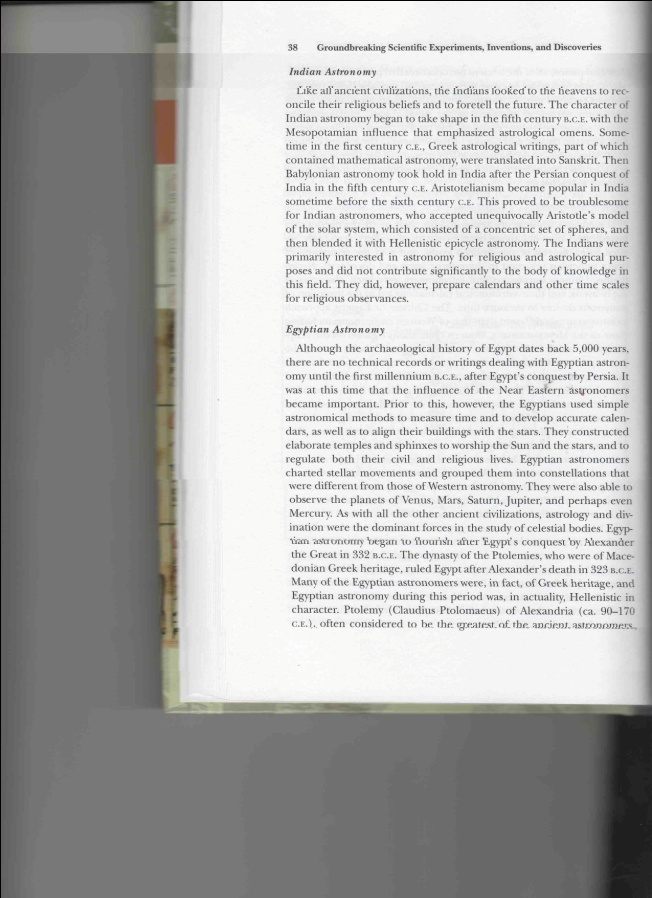 38 Groundbreaking Scientific Experiments, Inventions, and Discoveries
Indian Astronomy
Like all ancient civilizations, the Indians looked to the heavens to rec-
oncile their religious beliefs and to foretell the future. The character of
Indian astronomy began to take shape in the fifth century B.C.E. with the
Mesopotamian influence that emphasized astrological omens. Some-
time in the first century C.E., Greek astrological writings, part of which
contained mathematical astronomy, were translated into Sanskrit. Then
Babylonian astronomy took hold in India after the Persian conquest of
India in the fifth century C.E. Aristotelianism became popular in India
sometime before the sixth century C.E. This proved to be troublesome
for Indian astronomers, who accepted unequivocally Aristotle's model
of the solar system, which consisted of a concentric set of spheres, and
then blended it with Hellenistic epicycle astronomy. The Indians were
primarily interested in astronomy for religious and astrological pur-
poses and did not contribute significantly to the body of knowledge in
this field. They did, however, prepare calendars and other time scales
for religious observances.
Egyptian Astronomy
Although the archaeological history of Egypt dates back 5,000 years,
there are no technical records or writings dealing with Egyptian astron-
omy until the first millennium B.C.E., after Egypt's conquest by Persia. It
was at this time that the influence of the Near Eastern astronomers
became important. Prior to this, however, the Egyptians used simple
astronomical methods to measure time and to develop accurate calen-
dars, as well as to align their buildings with the stars. They constructed
elaborate temples and sphinxes to worship the Sun and the stars, and to
regulate both their civil and religious lives. Egyptian astronomers
charted stellar movements and grouped them into constellations that
were different from those of Western astronomy. They were also able to
observe the planets of Venus, Mars, Saturn, Jupiter, and perhaps even
Mercury. As with all the other ancient civilizations, astrology and div-
ination were the dominant forces in the study of celestial bodies. Egyp-
tian astronomy began to flourish after Egypt's conquest by Alexander
the Great in 332 B.C.E. The dynasty of the Ptolemies, who were of Mace-
donian Greek heritage, ruled Egypt after Alexander's death in 323 B.C.E.
Many of the Egyptian astronomers were, in fact, of Greek heritage, and
Egyptian astronomy during this period was, in actuality, Hellenistic in
character. Ptolemy (Claudius Ptolomaeus) of Alexandria (ca. 90–170
C.E.), often considered to be the greatest of the ancient astronomers,